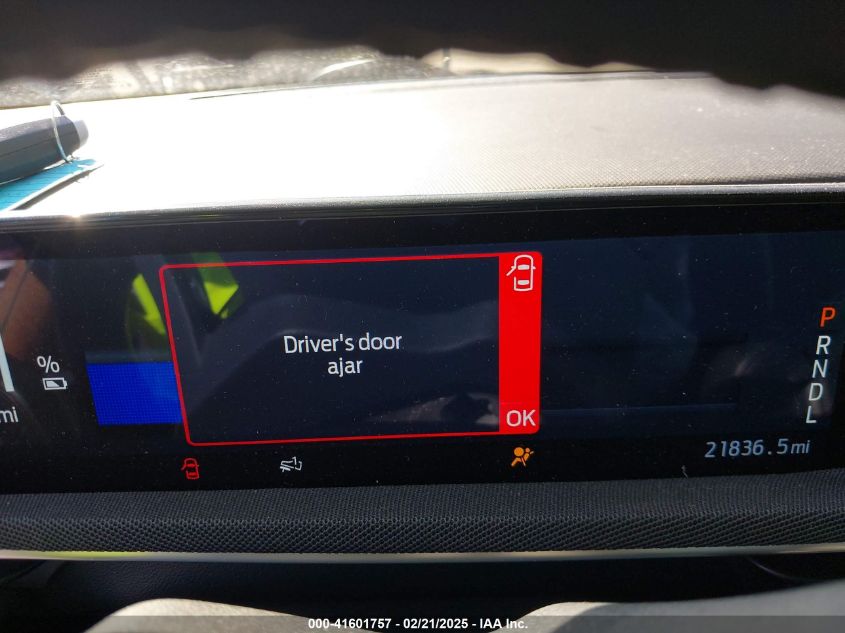 Driver's door
ajar
OK
%
mi
P
R
N
D
L
21836.5mi
000-41601757 - 02/21/2025 - IAA Inc.